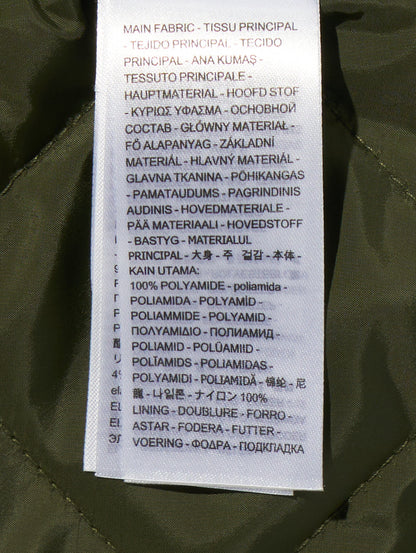 MAIN FABRIC - TISSU PRINCIPAL
- TEJIDO PRINCIPAL - TECIDO
PRINCIPAL - ANA KUMAŞ -
TESSUTO PRINCIPALE -
HAUPTMATERIAL - HOOFD STOF
- ΚΥΡΙΩΣ ΥΦΑΣΜΑ - ОСНОВНОЙ
СОСТАВ - GŁÓWNY MATERIAŁ -
FŐ ALAPANYAG - ZÁKLADNÍ
MATERIÁL - HLAVNÝ MATERIÁL -
GLAVNA TKANINA - PÕHIKANGAS
- PAMATAUDUMS - PAGRINDINIS
AUDINIS - HOVEDMATERIALE -
PÄÄ MATERIAALI - HOVEDSTOFF
- BASTYG - MATERIALUL
PRINCIPAL - 大身 - 주 겉감 - 本体 -
KAIN UTAMA:
100% POLYAMIDE - poliamida -
POLIAMIDA - POLYAMİD -
POLIAMMIDE - POLYAMID -
ΠΟΛΥΑΜΙΔΙΟ - ПОЛИАМИД -
POLIAMID - POLÜAMIID -
POLĪAMĪDS - POLIAMIDAS -
POLYAMIDI - POLIAMIDĂ - 锦纶 - 尼
龍 - 나일론 - ナイロン 100%
LINING - DOUBLURE - FORRO -
ASTAR - FODERA - FUTTER -
VOERING - ΦΟΔΡΑ - ПОДКЛАДКА